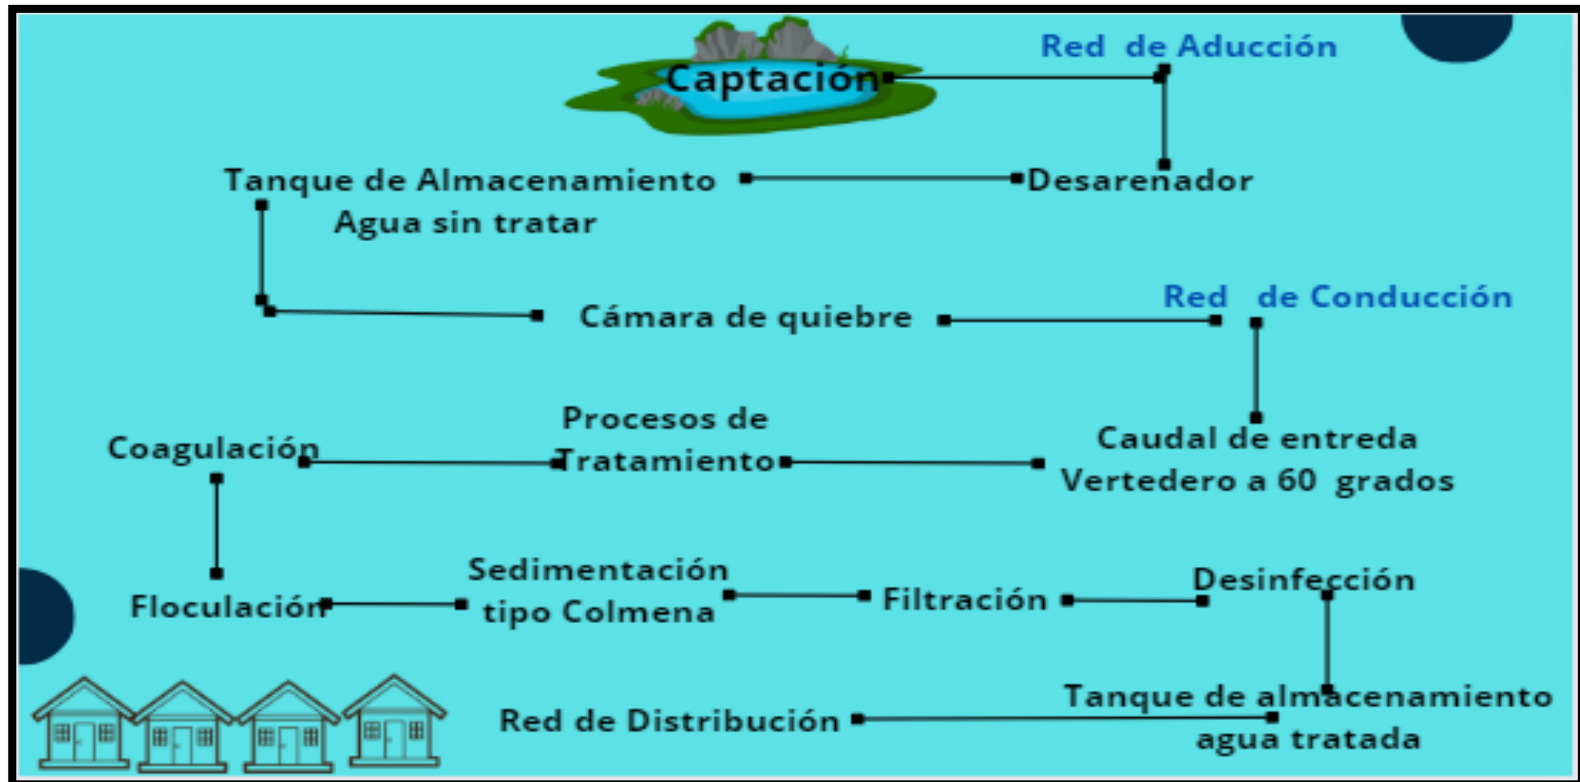 Captación
Red de Aducción
Desarenador
Tanque de Almacenamiento
Agua sin tratar
Cámara de quiebre
Red de Conducción
Caudal de entreda
Vertedero a 60 grados
Procesos de
Tratamiento
Coagulación
Floculación
Sedimentación
tipo Colmena
Filtración
Desinfección
Tanque de almacenamiento
agua tratada
Red de Distribución